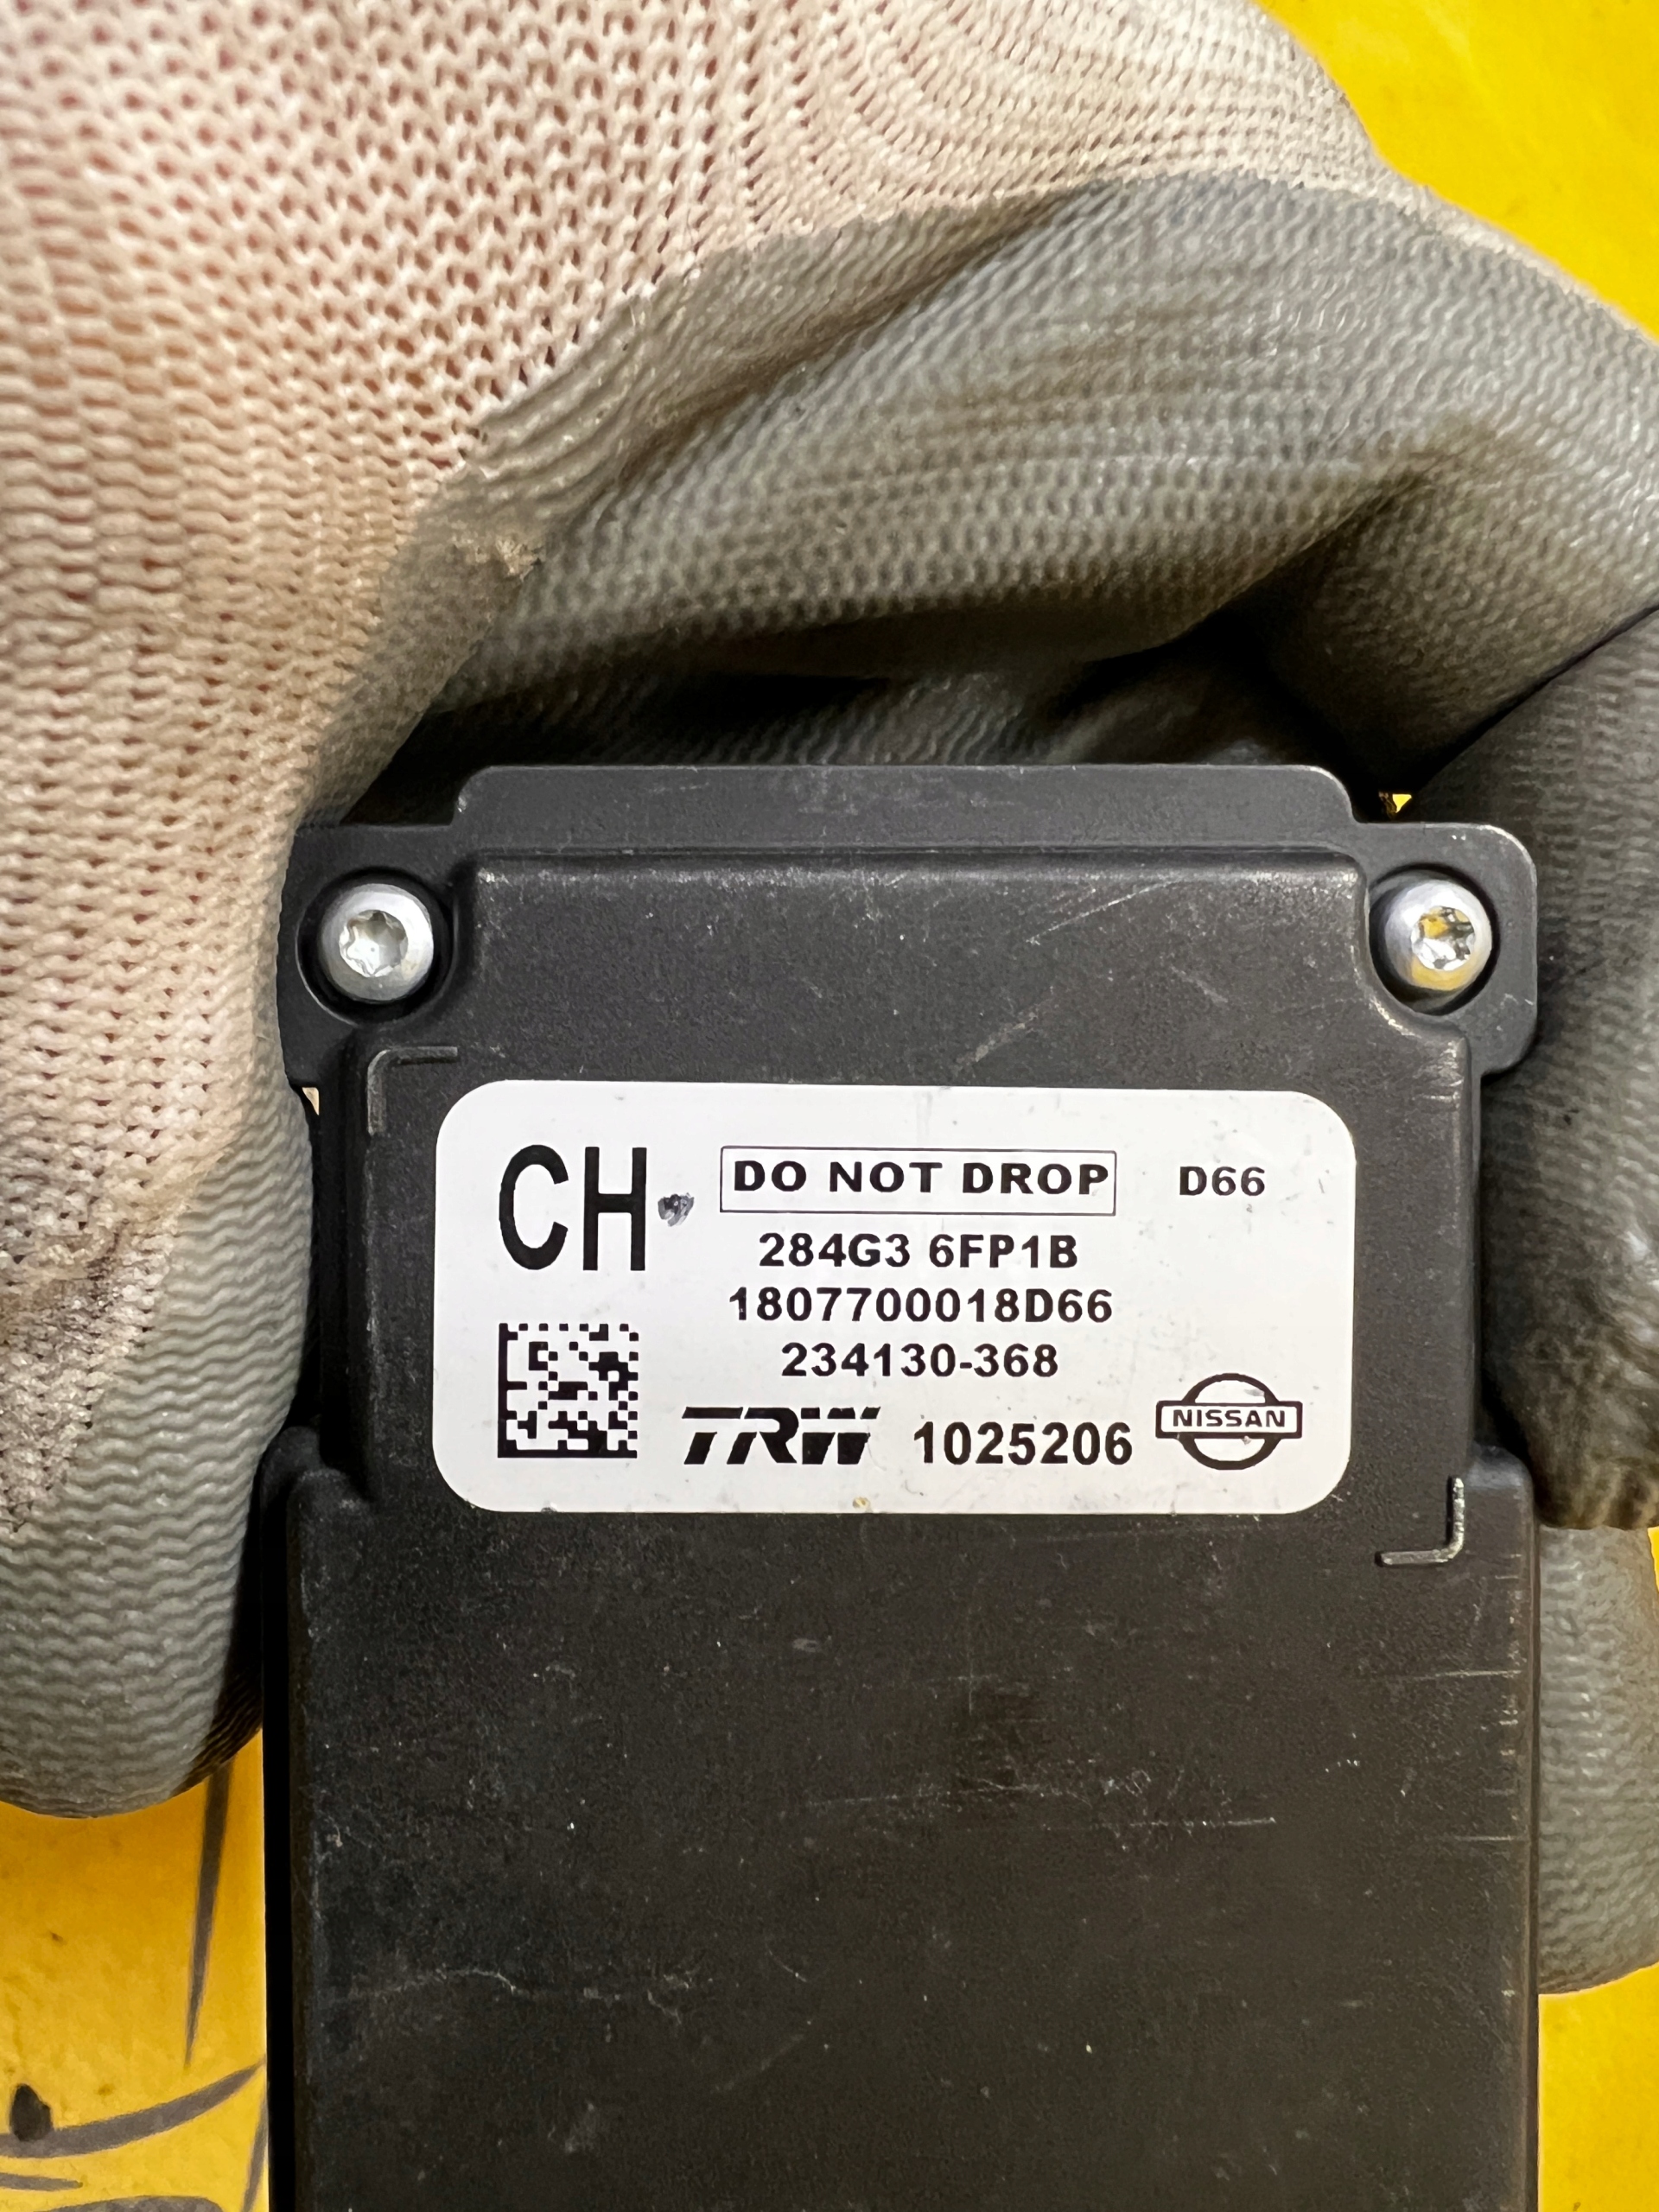 CH
DO NOT DROP
D66
284G3 6FP1B
1807700018D66
234130-368
TRW 1025206 NISSAN